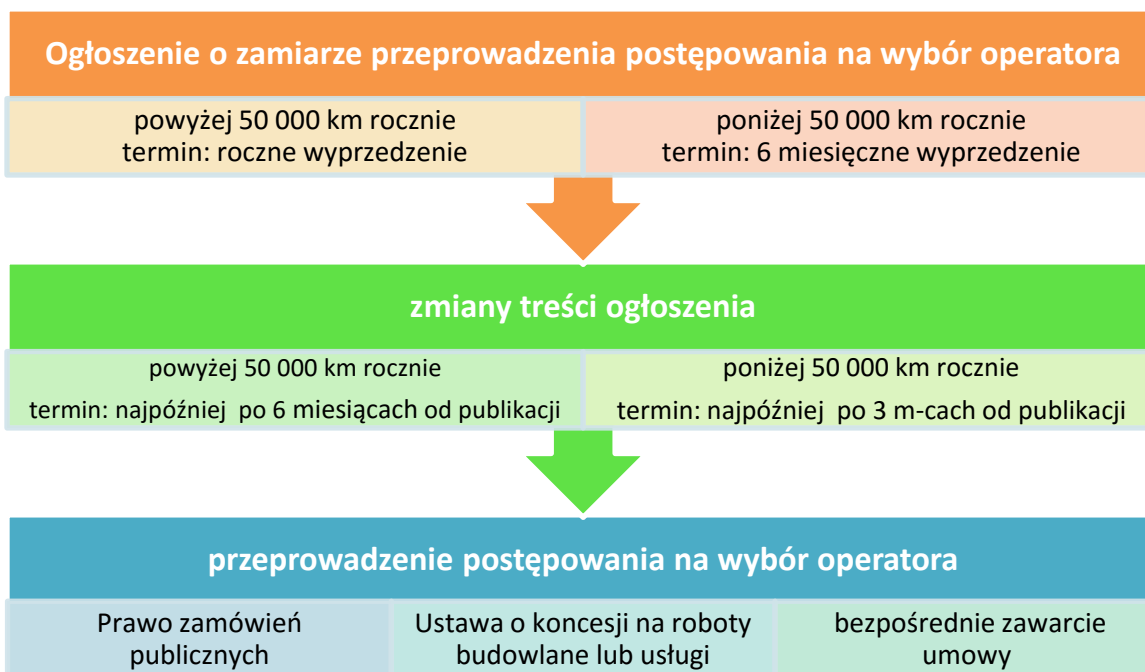 Ogłoszenie o zamiarze przeprowadzenia postępowania na wybór operatora
powyżej 50 000 km rocznie
termin: roczne wyprzedzenie
poniżej 50 000 km rocznie
termin: 6 miesięczne wyprzedzenie
zmiany treści ogłoszenia
powyżej 50 000 km rocznie
termin: najpóźniej po 6 miesiącach od publikacji
poniżej 50 000 km rocznie
termin: najpóźniej po 3 m-cach od publikacji
przeprowadzenie postępowania na wybór operatora
Prawo zamówień
publicznych
Ustawa o koncesji na roboty
budowlane lub usługi
bezpośrednie zawarcie
umowy